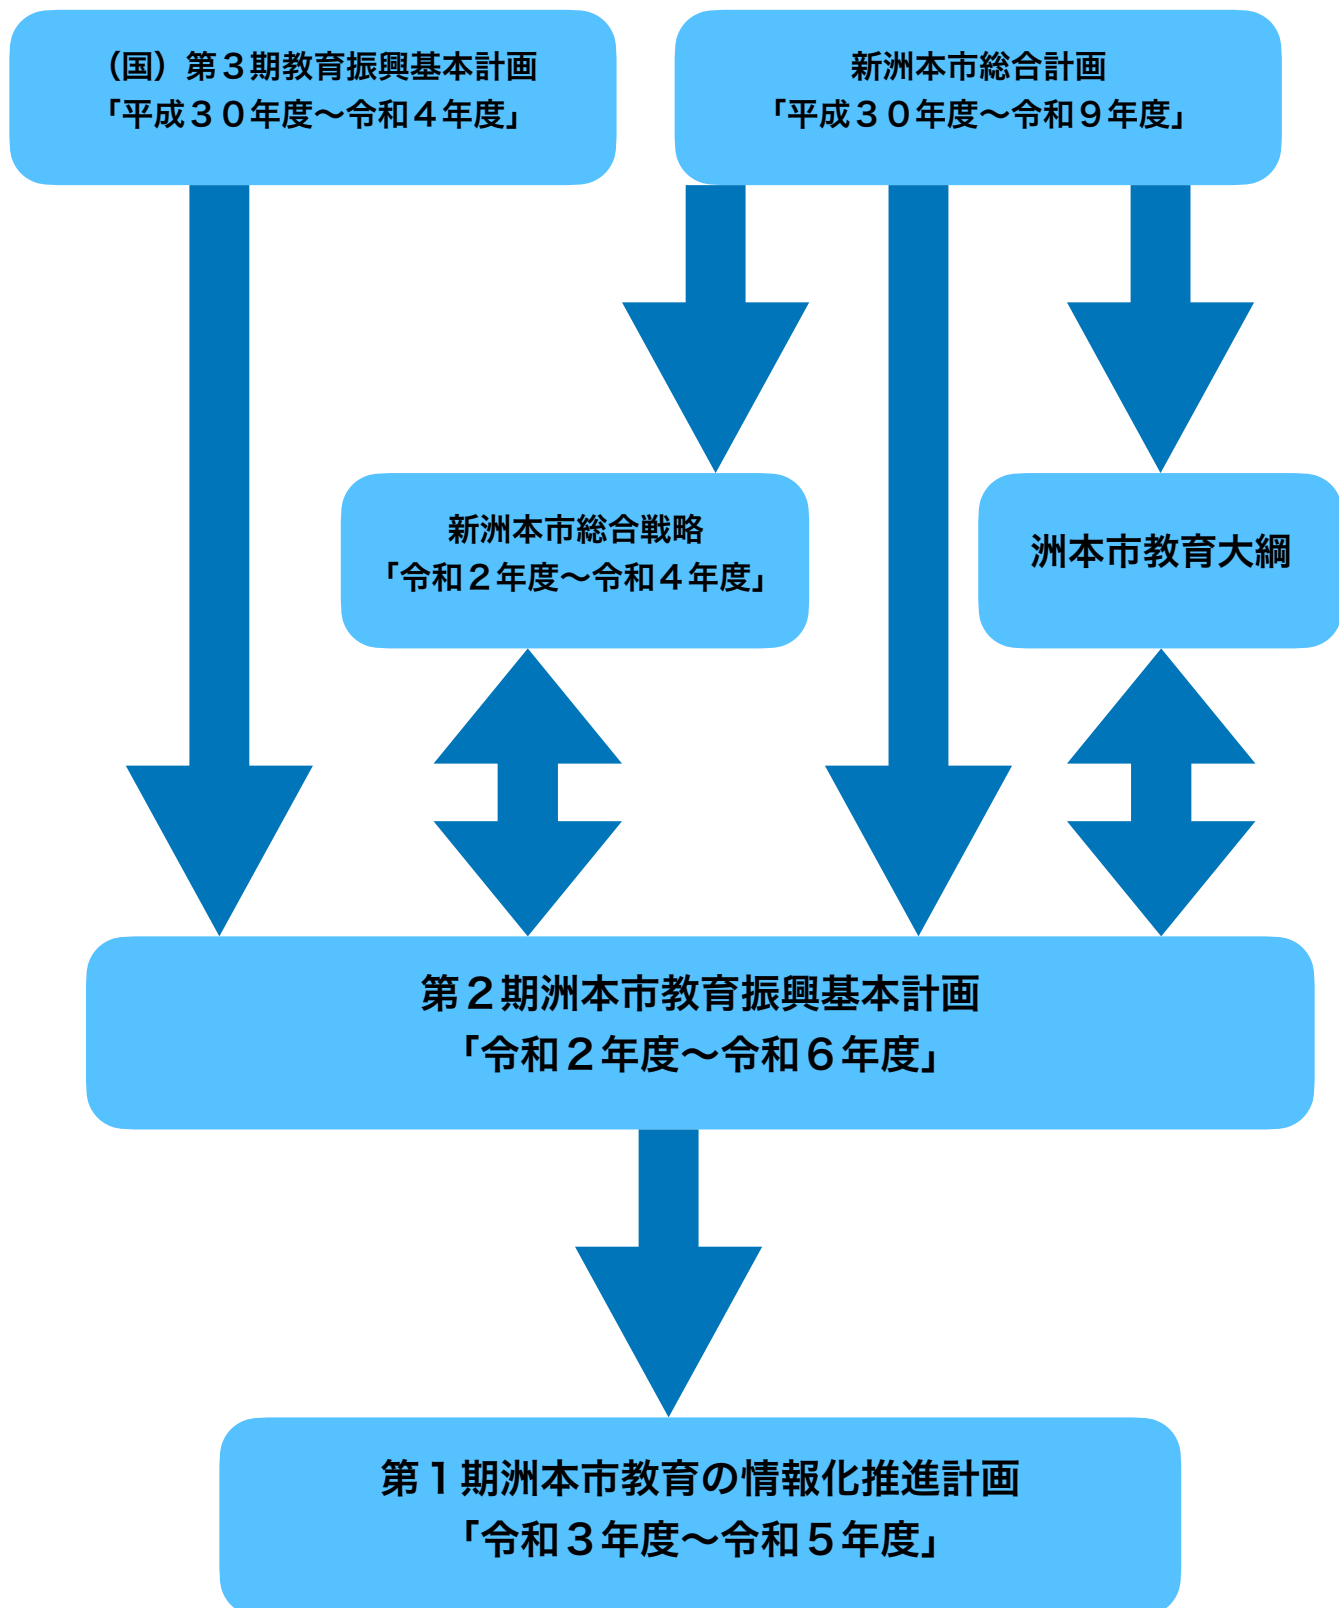 （国）第３期教育振興基本計画
「平成３０年度～令和４年度」
新洲本市総合計画
「平成３０年度～令和９年度」
新洲本市総合戦略
「令和２年度～令和４年度」
洲本市教育大綱
第２期洲本市教育振興基本計画
「令和２年度～令和６年度」
第１期洲本市教育の情報化推進計画
「令和３年度～令和５年度」